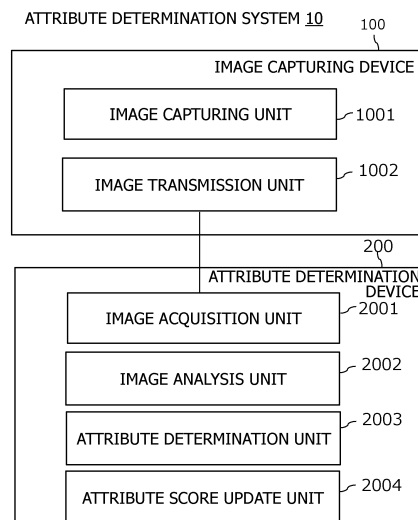 ATTRIBUTE DETERMINATION SYSTEM 10
100
IMAGE CAPTURING DEVICE
IMAGE CAPTURING UNIT
1001
IMAGE TRANSMISSION UNIT
1002
200
ATTRIBUTE DETERMINATION
DEVICE
IMAGE ACQUISITION UNIT
2001
IMAGE ANALYSIS UNIT
2002
ATTRIBUTE DETERMINATION UNIT
2003
ATTRIBUTE SCORE UPDATE UNIT
2004